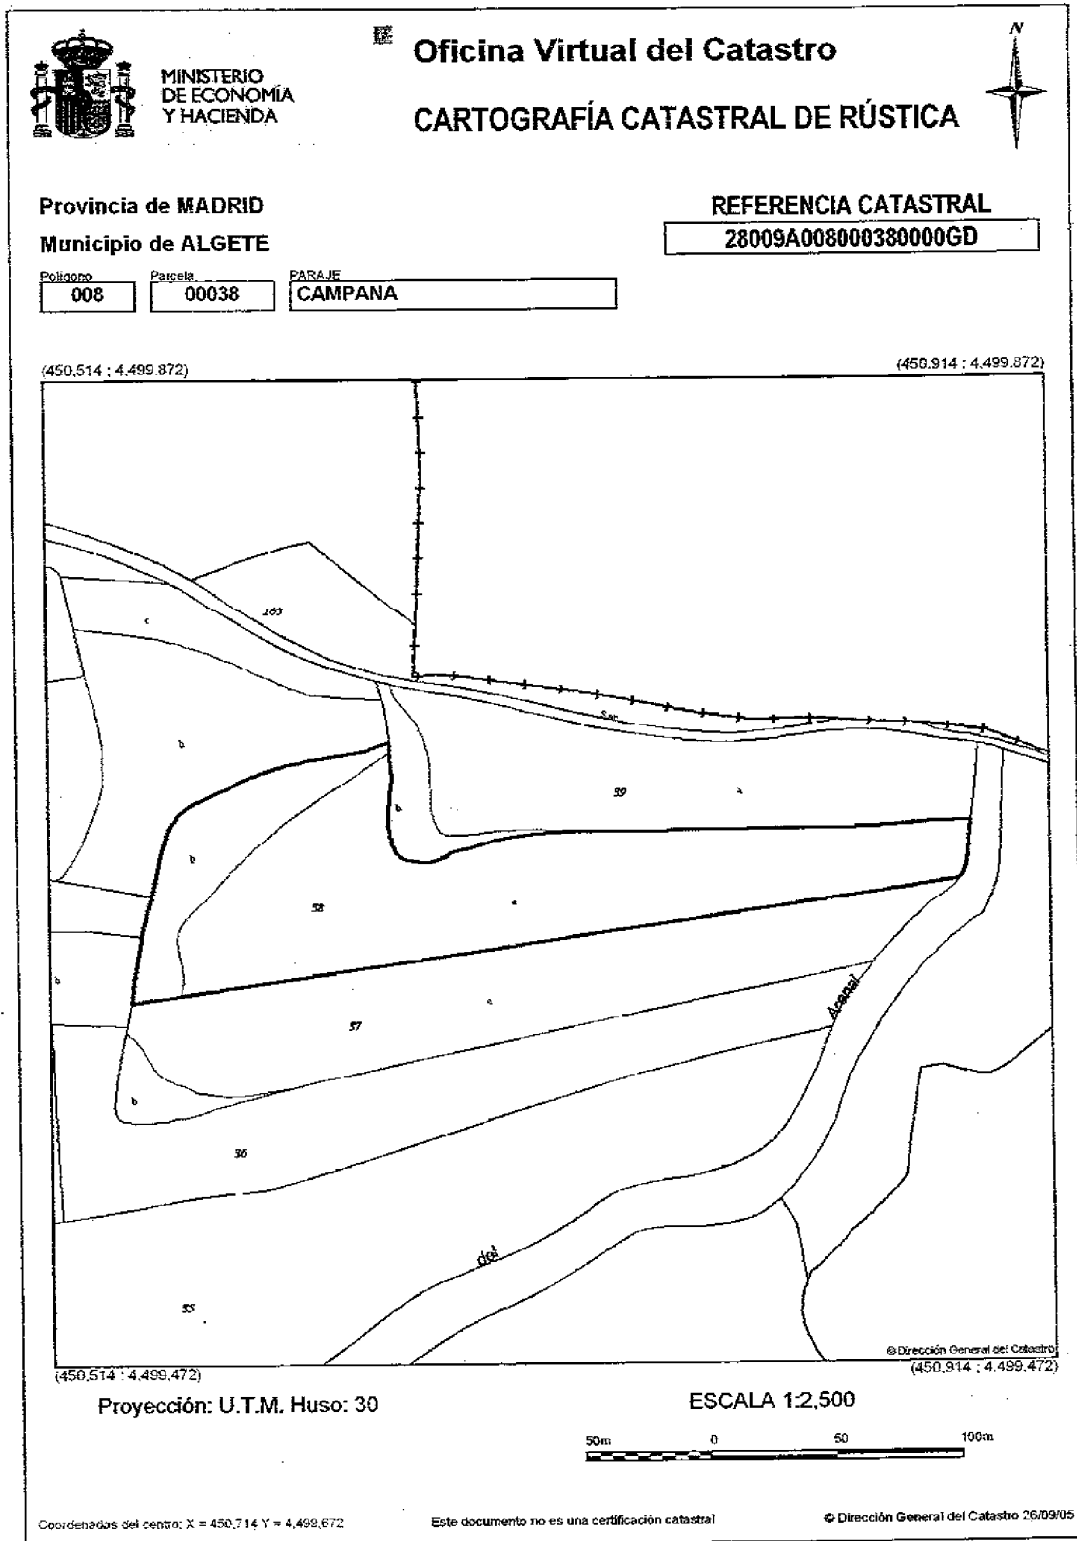 MINISTERIO
DE ECONOMÍA
Y HACIENDA
Oficina Virtual del Catastro
CARTOGRAFÍA CATASTRAL DE RÚSTICA
N
Provincia de MADRID
Municipio de ALGETE
REFERENCIA CATASTRAL
28009A008000380000GD
Polígono
008
Parcela
00038
PARAJE
CAMPANA
(450,514 ; 4,499,872)
(450,914 ; 4,499,872)
103
c
b
b
39
a
b
38
b
37
a
b
Arenal
36
del
35
© Dirección General del Catastro
(450,514 ; 4,499,472)
(450,914 ; 4,499,472)
Proyección: U.T.M. Huso: 30
ESCALA 1:2,500
50m 0 50 100m
Coordenadas del centro: X = 450,714 Y = 4,499,672
Este documento no es una certificación catastral
© Dirección General del Catastro 26/09/05